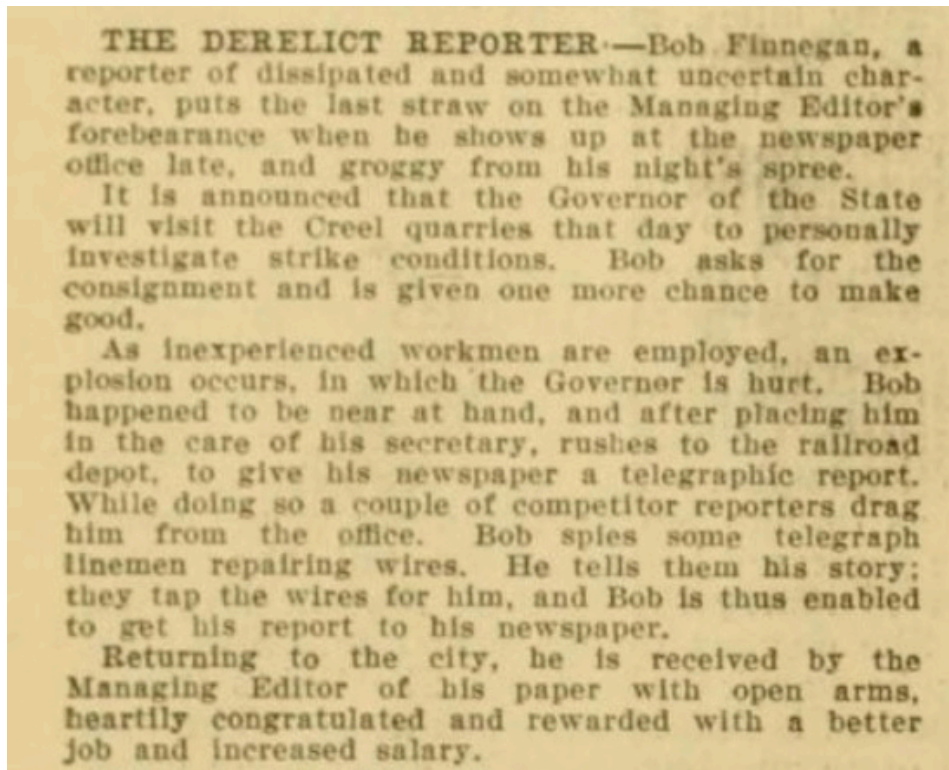 THE DERELICT REPORTER.—Bob Finnegan, a
reporter of dissipated and somewhat uncertain char-
acter, puts the last straw on the Managing Editor's
forebearance when he shows up at the newspaper
office late, and groggy from his night's spree.
It is announced that the Governor of the State
will visit the Creel quarries that day to personally
investigate strike conditions. Bob asks for the
consignment and is given one more chance to make
good.
As inexperienced workmen are employed, an ex-
plosion occurs, in which the Governor is hurt. Bob
happened to be near at hand, and after placing him
in the care of his secretary, rushes to the railroad
depot, to give his newspaper a telegraphic report.
While doing so a couple of competitor reporters drag
him from the office. Bob spies some telegraph
linemen repairing wires. He tells them his story;
they tap the wires for him, and Bob is thus enabled
to get his report to his newspaper.
Returning to the city, he is received by the
Managing Editor of his paper with open arms,
heartily congratulated and rewarded with a better
job and increased salary.